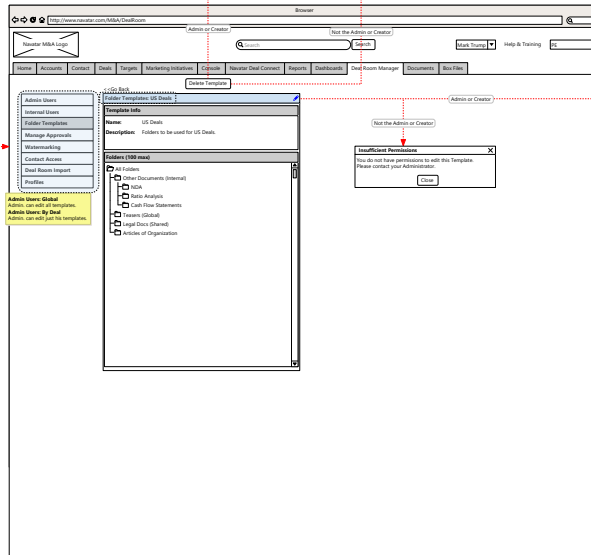 Browser
http://www.navatar.com/M&A/DealRoom
Admin or Creator
Not the Admin or Creator
Navatar M&A Logo
Search
Search
Mark Trump
Help & Training
PE
Home
Accounts
Contact
Deals
Targets
Marketing Initiatives
Console
Navatar Deal Connect
Reports
Dashboards
Deal Room Manager
Documents
Box Files
Delete Template
<<Go Back
Admin Users
Internal Users
Folder Templates
Manage Approvals
Watermarking
Contact Access
Deal Room Import
Profiles
Admin Users: Global
Admin. can edit all templates.
Admin Users: By Deal
Admin. can edit just his templates.
Folder Templates: US Deals
Template Info
Name: US Deals
Description: Folders to be used for US Deals.
Folders (100 max)
All Folders
Other Documents (Internal)
NDA
Ratio Analysis
Cash Flow Statements
Teasers (Global)
Legal Docs (Shared)
Articles of Organization
Admin or Creator
Not the Admin or Creator
Insufficient Permissions
You do not have permissions to edit this Template.
Please contact your Administrator.
Close